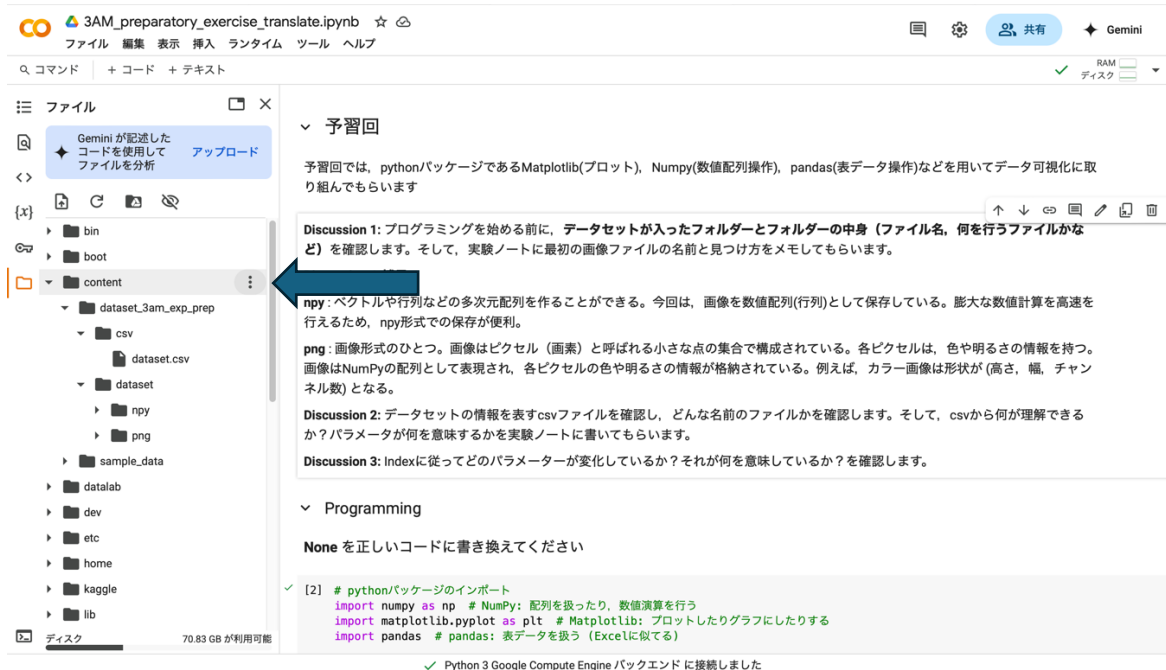 3AM_preparatory_exercise_translate.ipynb
ファイル 編集 表示 挿入 ランタイム ツール ヘルプ
共有
Gemini
コマンド
+ コード + テキスト
RAM
ディスク
ファイル
Gemini が記述した
コードを使用して
ファイルを分析
アップロード
{x}
bin
boot
content
dataset_3am_exp_prep
csv
dataset.csv
dataset
npy
png
sample_data
datalab
dev
etc
home
kaggle
lib
ディスク
70.83 GB が利用可能
予習回
予習回では，pythonパッケージであるMatplotlib(プロット)，Numpy(数値配列操作)，pandas(表データ操作)などを用いてデータ可視化に取
り組んでもらいます
Discussion 1: プログラミングを始める前に，データセットが入ったフォルダーとフォルダーの中身（ファイル名，何を行うファイルかな
ど）を確認します。そして，実験ノートに最初の画像ファイルの名前と見つけ方をメモしてもらいます。
npy : ベクトルや行列などの多次元配列を作ることができる。今回は，画像を数値配列(行列)として保存している。膨大な数値計算を高速を
行えるため，npy形式での保存が便利。
png : 画像形式のひとつ。画像はピクセル（画素）と呼ばれる小さな点の集合で構成されている。各ピクセルは，色や明るさの情報を持つ。
画像はNumPyの配列として表現され，各ピクセルの色や明るさの情報が格納されている。例えば，カラー画像は形状が (高さ，幅，チャン
ネル数) となる。
Discussion 2: データセットの情報を表すcsvファイルを確認し，どんな名前のファイルかを確認します。そして，csvから何が理解できる
か？パラメータが何を意味するかを実験ノートに書いてもらいます。
Discussion 3: Indexに従ってどのパラメーターが変化しているか？それが何を意味しているか？を確認します。
Programming
None を正しいコードに書き換えてください
[2] # pythonパッケージのインポート
import numpy as np # NumPy: 配列を扱ったり，数値演算を行う
import matplotlib.pyplot as plt # Matplotlib: プロットしたりグラフにしたりする
import pandas # pandas: 表データを扱う (Excelに似てる)
Python 3 Google Compute Engine バックエンド に接続しました